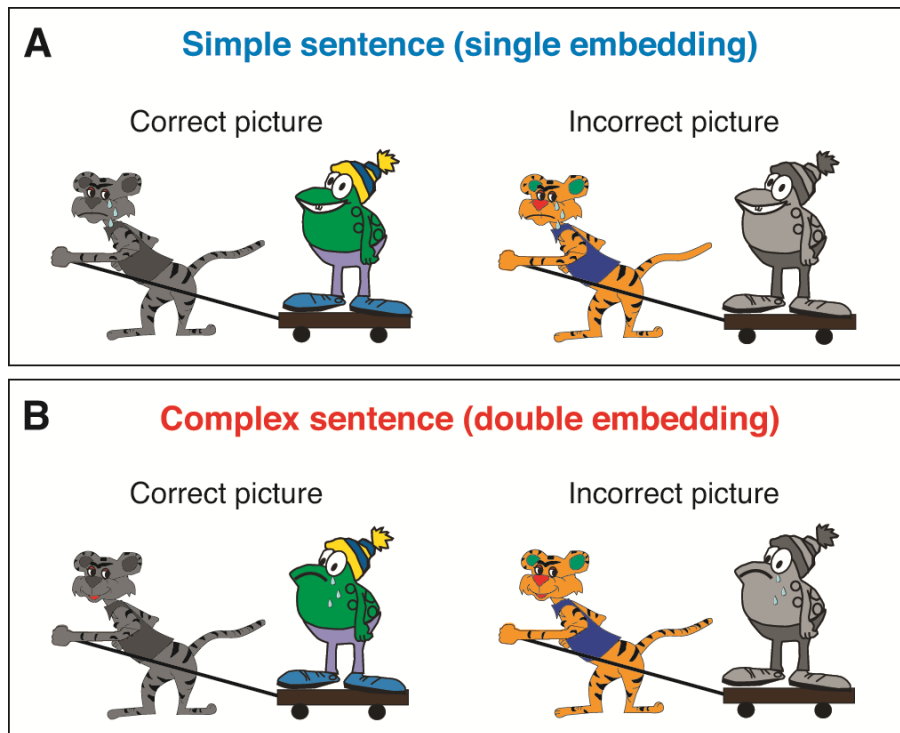 A
Simple sentence (single embedding)
Correct picture
Incorrect picture
B
Complex sentence (double embedding)
Correct picture
Incorrect picture